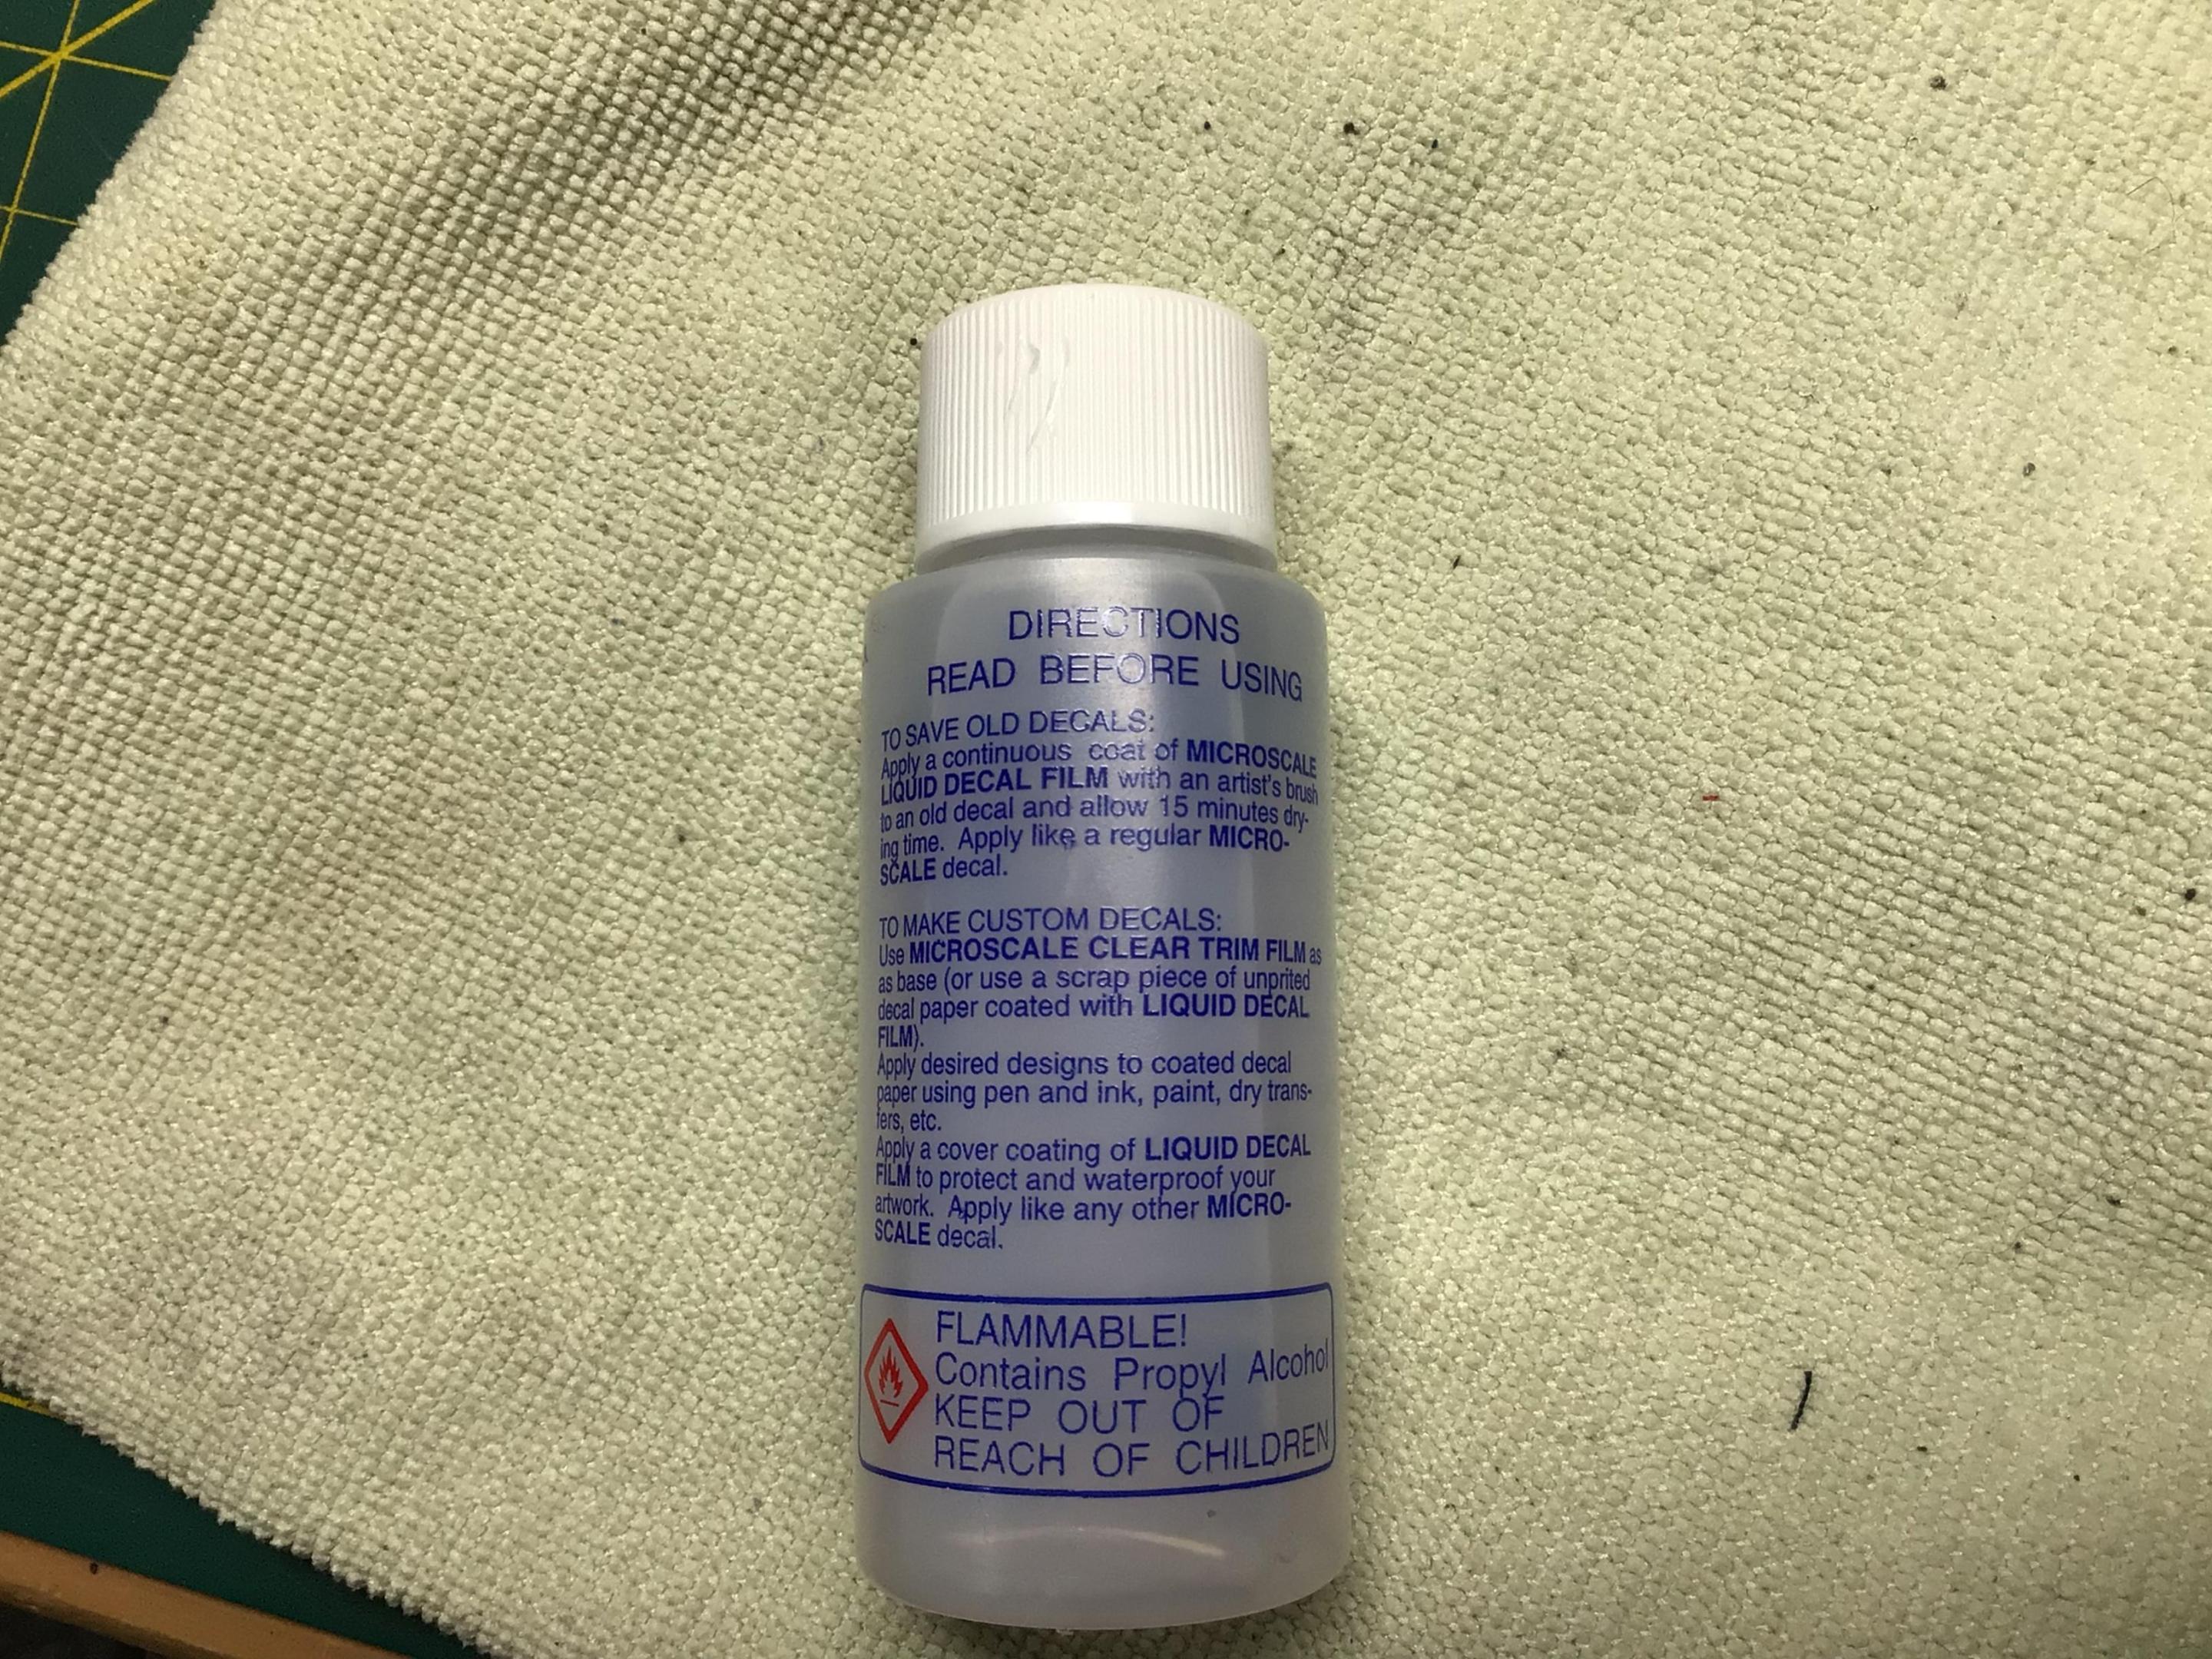 DIRECTIONS
READ BEFORE USING
TO SAVE OLD DECALS:
Apply a continuous coat of MICROSCALE
LIQUID DECAL FILM with an artist's brush
to an old decal and allow 15 minutes dry-
ing time. Apply like a regular MICRO-
SCALE decal.
TO MAKE CUSTOM DECALS:
Use MICROSCALE CLEAR TRIM FILM as
as base (or use a scrap piece of unprited
decal paper coated with LIQUID DECAL
FILM).
Apply desired designs to coated decal
paper using pen and ink, paint, dry trans-
fers, etc.
Apply a cover coating of LIQUID DECAL
FILM to protect and waterproof your
artwork. Apply like any other MICRO-
SCALE decal.
FLAMMABLE!
Contains Propyl Alcohol
KEEP OUT OF
REACH OF CHILDREN